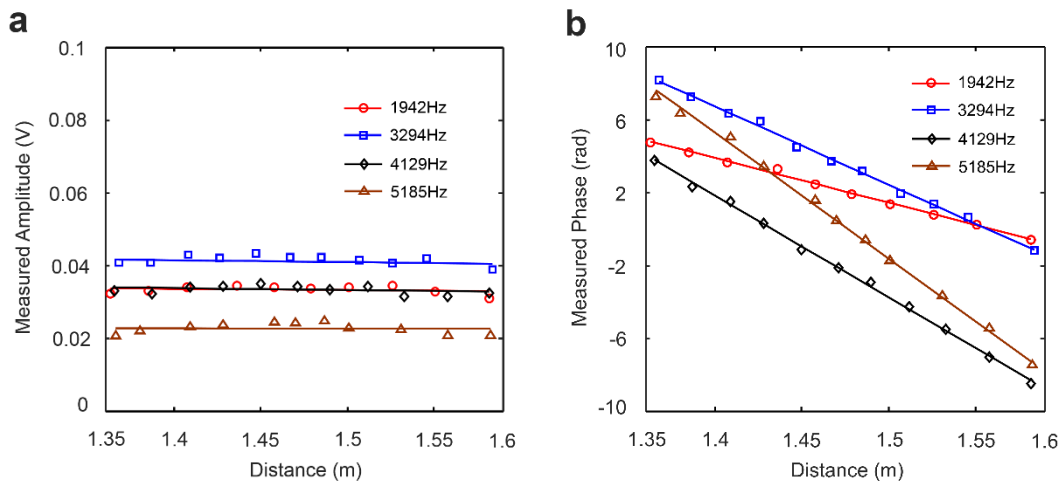 a
0.1
0.08
0.06
0.04
0.02
0
Measured Amplitude (V)
1942Hz
3294Hz
4129Hz
5185Hz
1.35
1.4
1.45
1.5
1.55
1.6
Distance (m)
b
10
6
2
-2
-6
-10
Measured Phase (rad)
1942Hz
3294Hz
4129Hz
5185Hz
1.35
1.4
1.45
1.5
1.55
1.6
Distance (m)